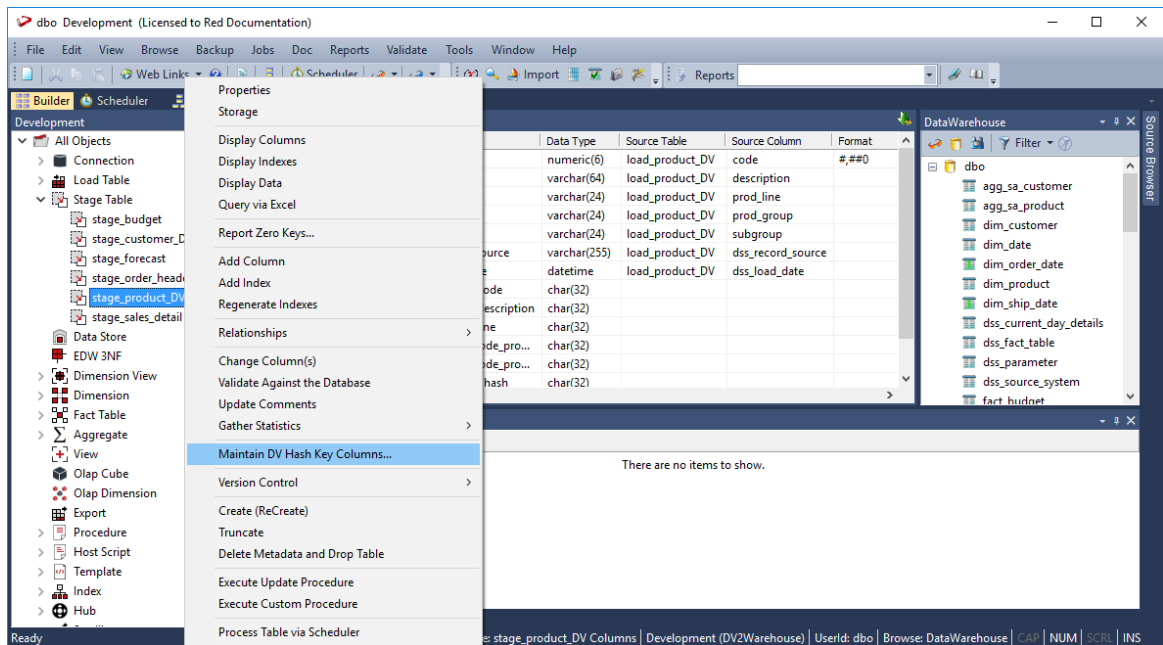 dbo Development (Licensed to Red Documentation)
File Edit View Browse Backup Jobs Doc Reports Validate Tools Window Help
Web Links Scheduler Import Reports
Builder Scheduler
Development
All Objects
Connection
Load Table
Stage Table
stage_budget
stage_customer_D
stage_forecast
stage_order_head
stage_product_DV
stage_sales_detail
Data Store
EDW 3NF
Dimension View
Dimension
Fact Table
Aggregate
View
Olap Cube
Olap Dimension
Export
Procedure
Host Script
Template
Index
Hub
Properties
Storage
Display Columns
Display Indexes
Display Data
Query via Excel
Report Zero Keys...
Add Column
Add Index
Regenerate Indexes
Relationships
Change Column(s)
Validate Against the Database
Update Comments
Gather Statistics
Maintain DV Hash Key Columns...
Version Control
Create (ReCreate)
Truncate
Delete Metadata and Drop Table
Execute Update Procedure
Execute Custom Procedure
Process Table via Scheduler
Data Type Source Table Source Column Format
numeric(6) load_product_DV code #,##0
varchar(64) load_product_DV description
varchar(24) load_product_DV prod_line
varchar(24) load_product_DV prod_group
varchar(24) load_product_DV subgroup
ource varchar(255) load_product_DV dss_record_source
e datetime load_product_DV dss_load_date
ode char(32)
escription char(32)
ne char(32)
ode_pro... char(32)
ode_pro... char(32)
hash char(32)
There are no items to show.
DataWarehouse
Filter
dbo
agg_sa_customer
agg_sa_product
dim_customer
dim_date
dim_order_date
dim_product
dim_ship_date
dss_current_day_details
dss_fact_table
dss_parameter
dss_source_system
fact_budget
Source Browser
Ready
e: stage_product_DV Columns Development (DV2Warehouse) UserId: dbo Browse: DataWarehouse CAP NUM SCRL INS